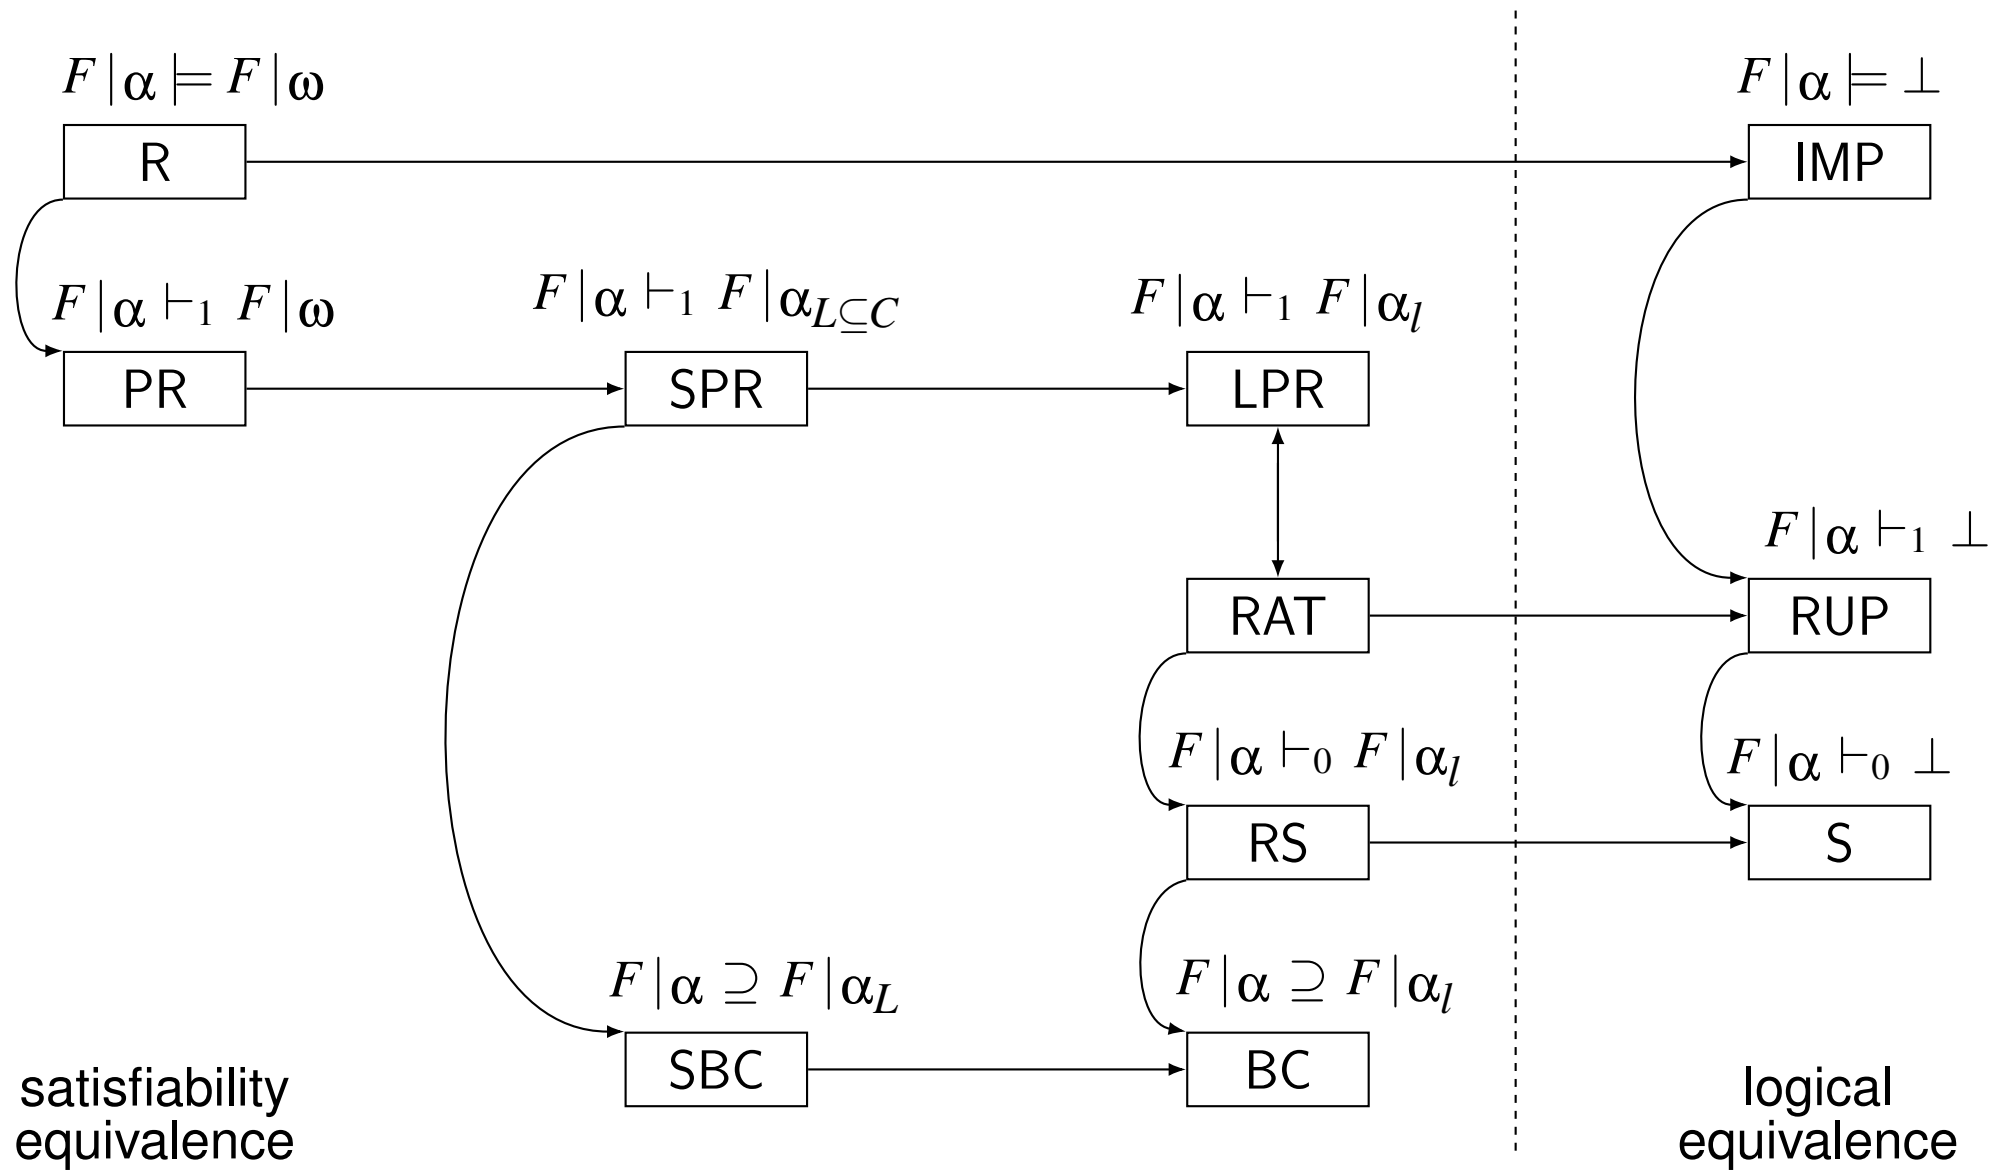 F | α ⊨ F | ω
F | α ⊨ ⊥
R
IMP
F | α ⊢₁ F | ω
F | α ⊢₁ F | α_{L⊆C}
F | α ⊢₁ F | α_l
PR
SPR
LPR
F | α ⊢₁ ⊥
RAT
RUP
F | α ⊢₀ F | α_l
F | α ⊢₀ ⊥
RS
S
F | α ⊇ F | α_L
F | α ⊇ F | α_l
SBC
BC
satisfiability
equivalence
logical
equivalence